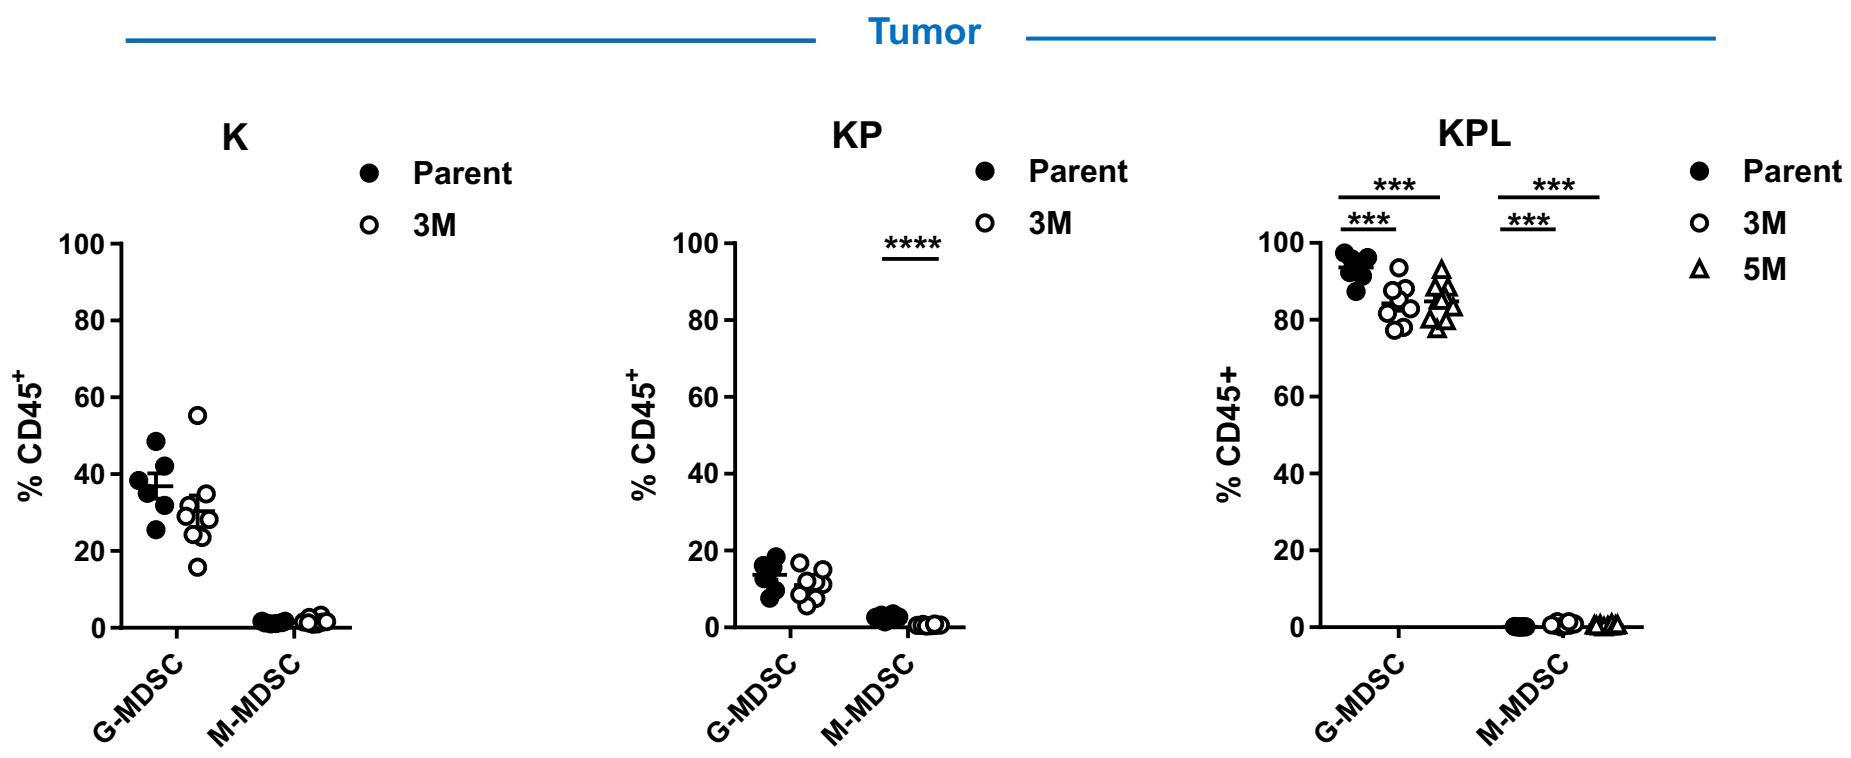 Tumor
K
Parent
3M
% CD45+
100
80
60
40
20
0
G-MDSC
M-MDSC
KP
Parent
3M
****
% CD45+
100
80
60
40
20
0
G-MDSC
M-MDSC
KPL
Parent
3M
5M
*** ***
*** ***
% CD45+
100
80
60
40
20
0
G-MDSC
M-MDSC